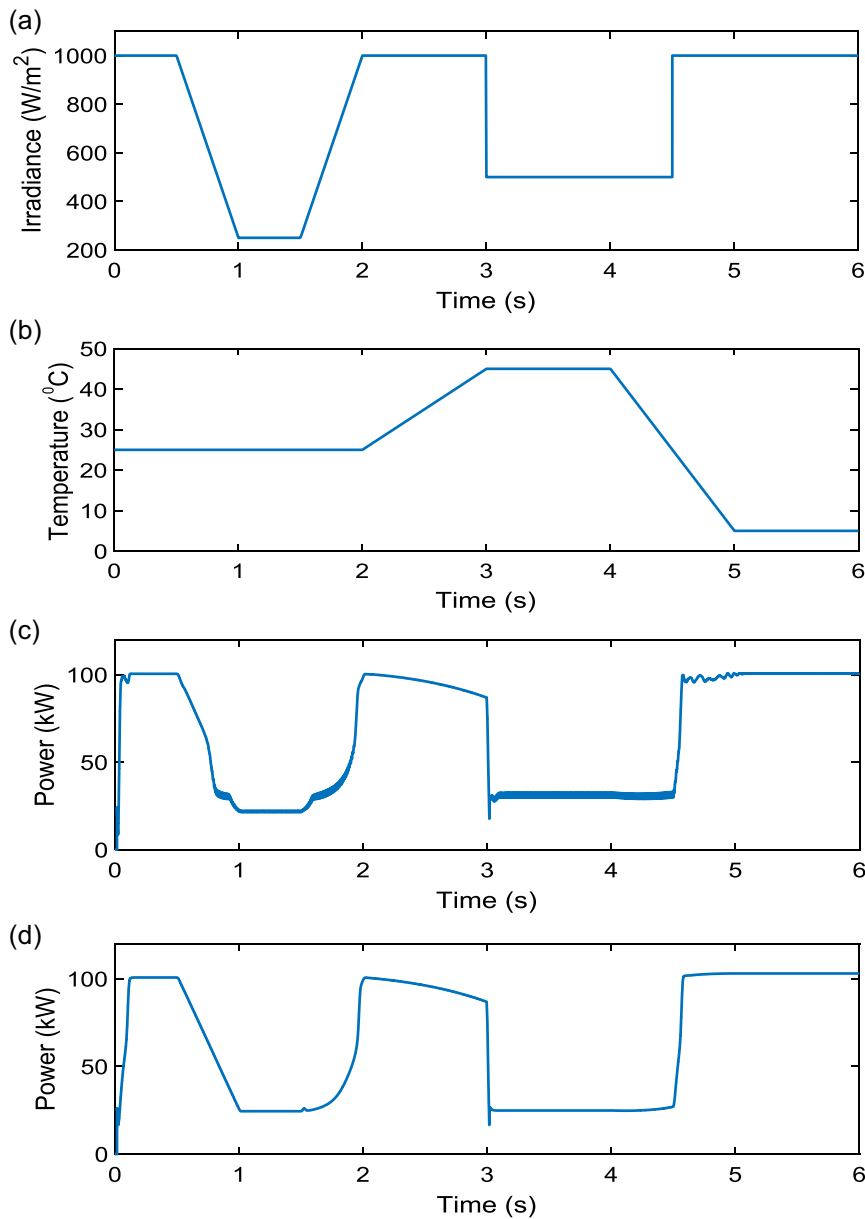 (a)
1000
800
600
400
200
Irradiance (W/m²)
0 1 2 3 4 5 6
Time (s)
(b)
50
40
30
20
10
0
Temperature (⁰C)
0 1 2 3 4 5 6
Time (s)
(c)
100
50
0
Power (kW)
0 1 2 3 4 5 6
Time (s)
(d)
100
50
0
Power (kW)
0 1 2 3 4 5 6
Time (s)